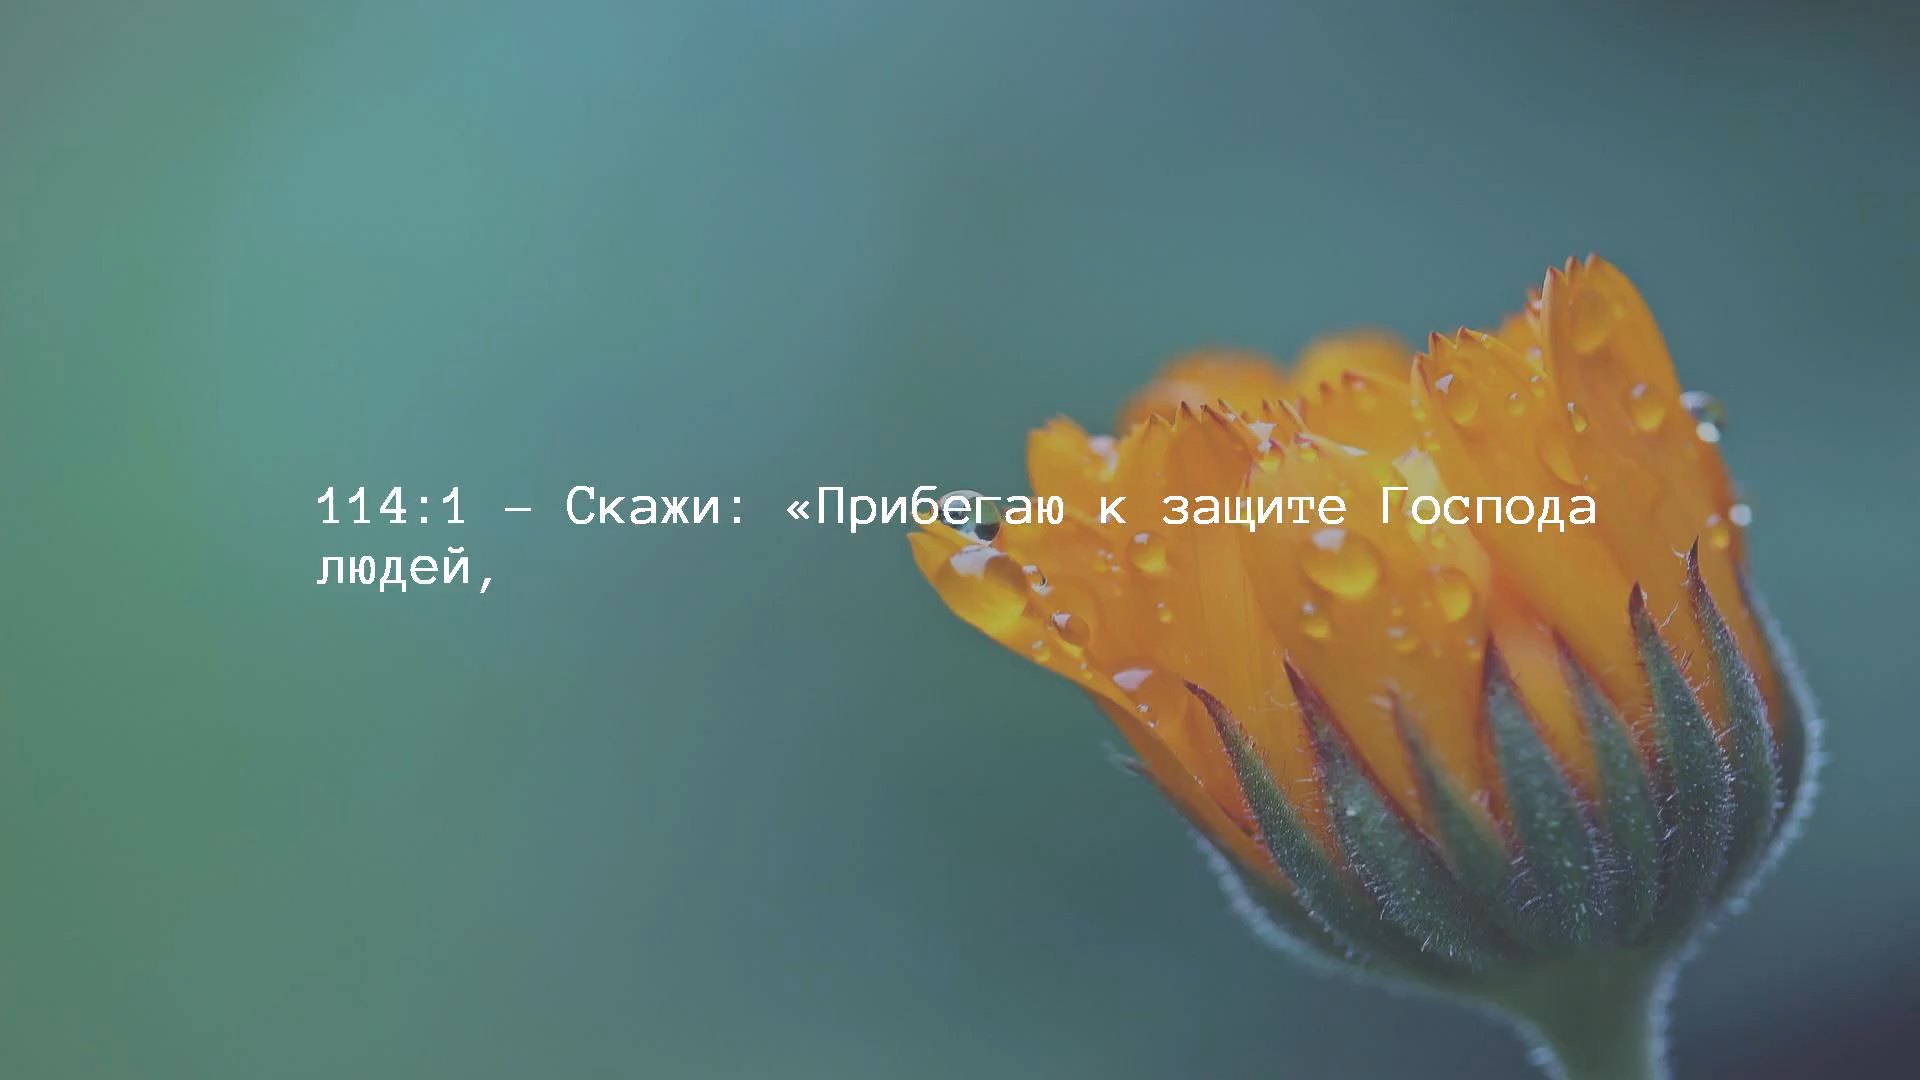 114:1 – Скажи: «Прибегаю к защите Господа
людей,